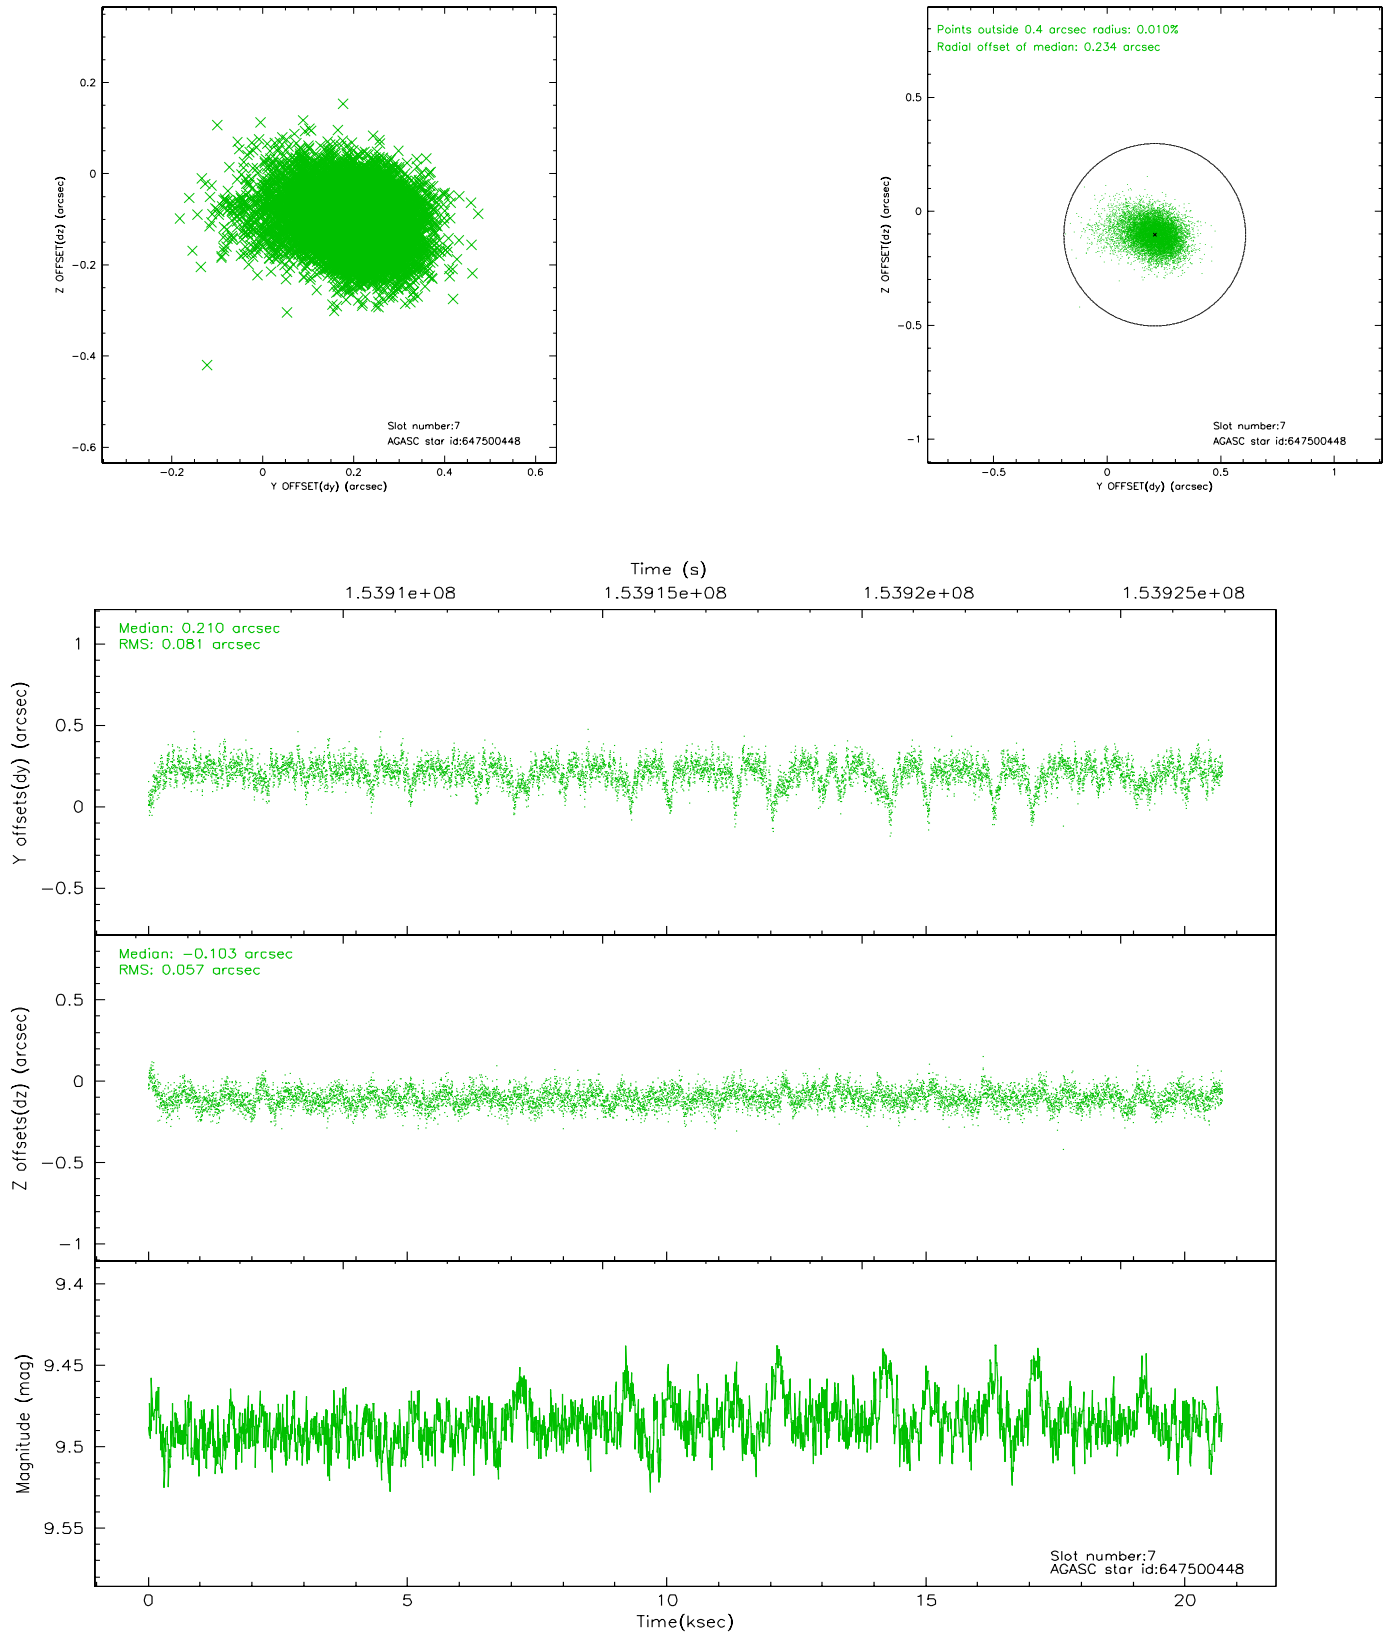 0.2
0
−0.2
−0.4
−0.6
−0.2
0
0.2
0.4
0.6
Z OFFSET(dz) (arcsec)
Y OFFSET(dy) (arcsec)
Slot number:7
AGASC star id:647500448
Points outside 0.4 arcsec radius: 0.010%
Radial offset of median: 0.234 arcsec
0.5
0
−0.5
−1
−0.5
0
0.5
1
Z OFFSET(dz) (arcsec)
Y OFFSET(dy) (arcsec)
Slot number:7
AGASC star id:647500448
Time (s)
1.5391e+08
1.53915e+08
1.5392e+08
1.53925e+08
Median: 0.210 arcsec
RMS: 0.081 arcsec
1
0.5
0
−0.5
Y offsets(dy) (arcsec)
Median: −0.103 arcsec
RMS: 0.057 arcsec
0.5
0
−0.5
−1
Z offsets(dz) (arcsec)
9.4
9.45
9.5
9.55
Magnitude (mag)
Slot number:7
AGASC star id:647500448
0
5
10
15
20
Time(ksec)